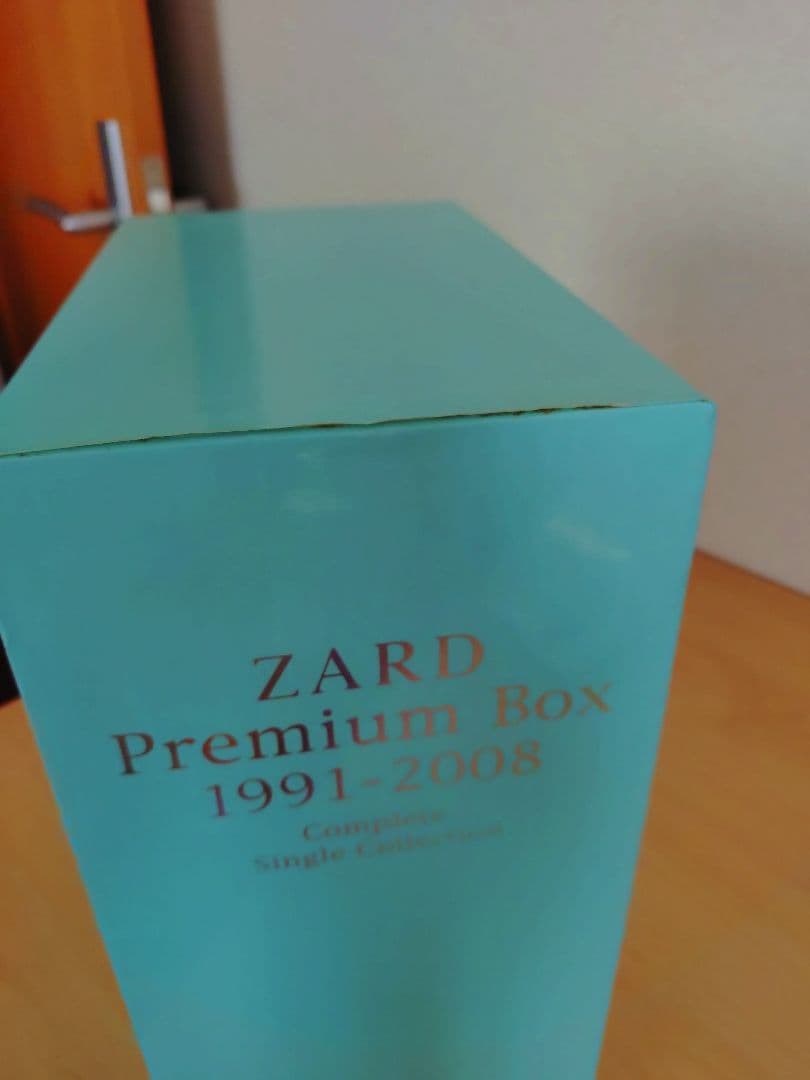 ZARD
Premium Box
1991-2008
Complete
Single Collection